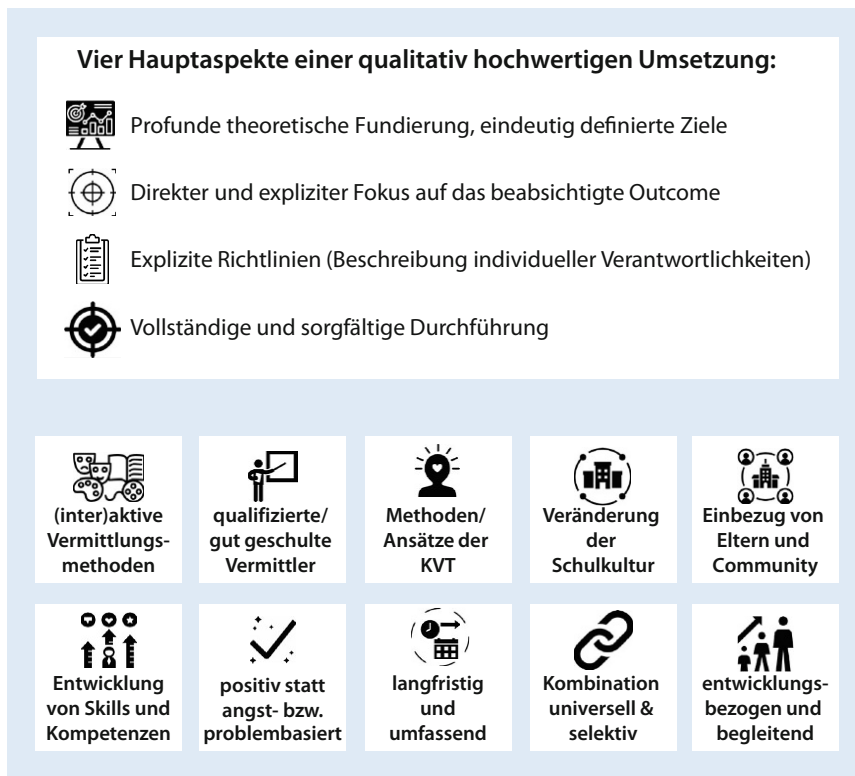 Vier Hauptaspekte einer qualitativ hochwertigen Umsetzung:
Profunde theoretische Fundierung, eindeutig definierte Ziele
Direkter und expliziter Fokus auf das beabsichtigte Outcome
Explizite Richtlinien (Beschreibung individueller Verantwortlichkeiten)
Vollständige und sorgfältige Durchführung
(inter)aktive
Vermittlungs-
methoden
qualifizierte/
gut geschulte
Vermittler
Methoden/
Ansätze der
KVT
Veränderung
der
Schulkultur
Einbezug von
Eltern und
Community
Entwicklung
von Skills und
Kompetenzen
positiv statt
angst- bzw.
problembasiert
langfristig
und
umfassend
Kombination
universell &
selektiv
entwicklungs-
bezogen und
begleitend